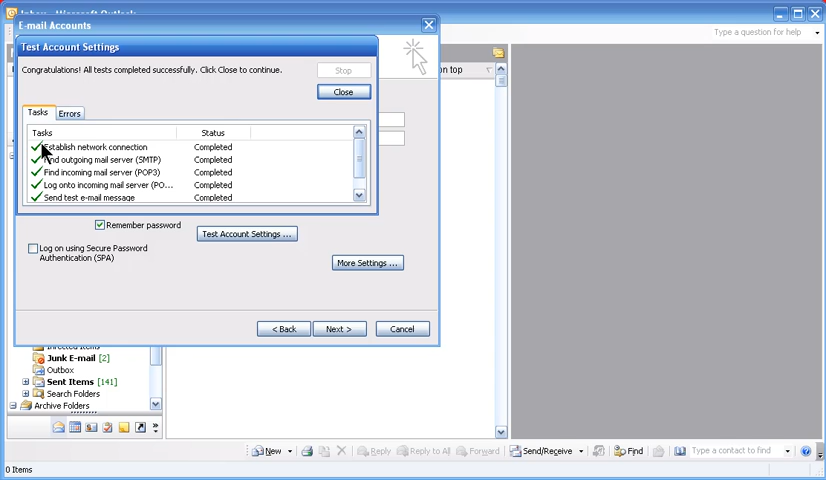 Inbox - Microsoft Outlook
E-mail Accounts
Type a question for help
Test Account Settings
Congratulations! All tests completed successfully. Click Close to continue.
Stop
on top
Close
Tasks
Errors
Tasks Status
Establish network connection Completed
Find outgoing mail server (SMTP) Completed
Find incoming mail server (POP3) Completed
Log onto incoming mail server (PO... Completed
Send test e-mail message Completed
Remember password
Test Account Settings ...
Log on using Secure Password
Authentication (SPA)
More Settings ...
< Back
Next >
Cancel
Infected Items
Junk E-mail [2]
Outbox
Sent Items [141]
Search Folders
Archive Folders
New
Reply
Reply to All
Forward
Send/Receive
Find
Type a contact to find
0 Items